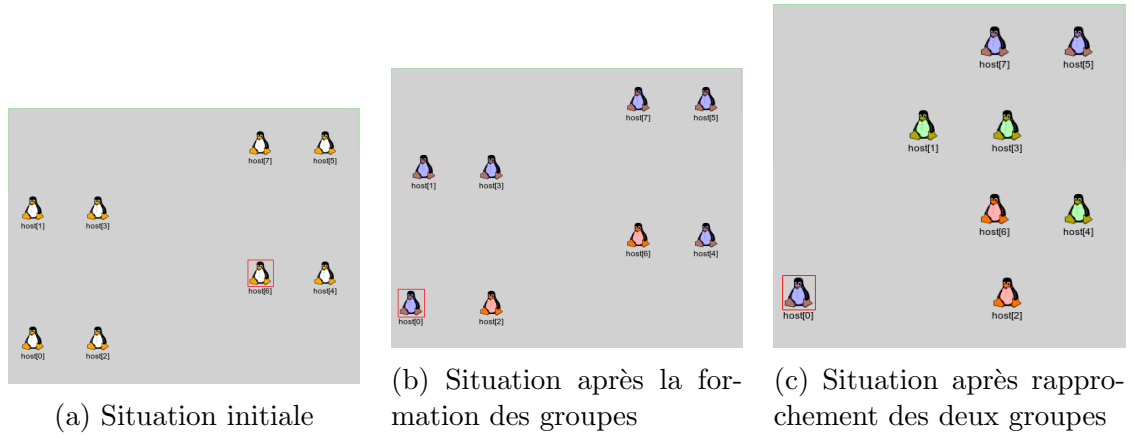 host[7] host[5]
host[1] host[3]
host[6] host[4]
host[0] host[2]
(a) Situation initiale
host[7] host[5]
host[1] host[3]
host[6] host[4]
host[0] host[2]
(b) Situation après la for-
mation des groupes
host[7] host[5]
host[1] host[3]
host[6] host[4]
host[0] host[2]
(c) Situation après rappro-
chement des deux groupes